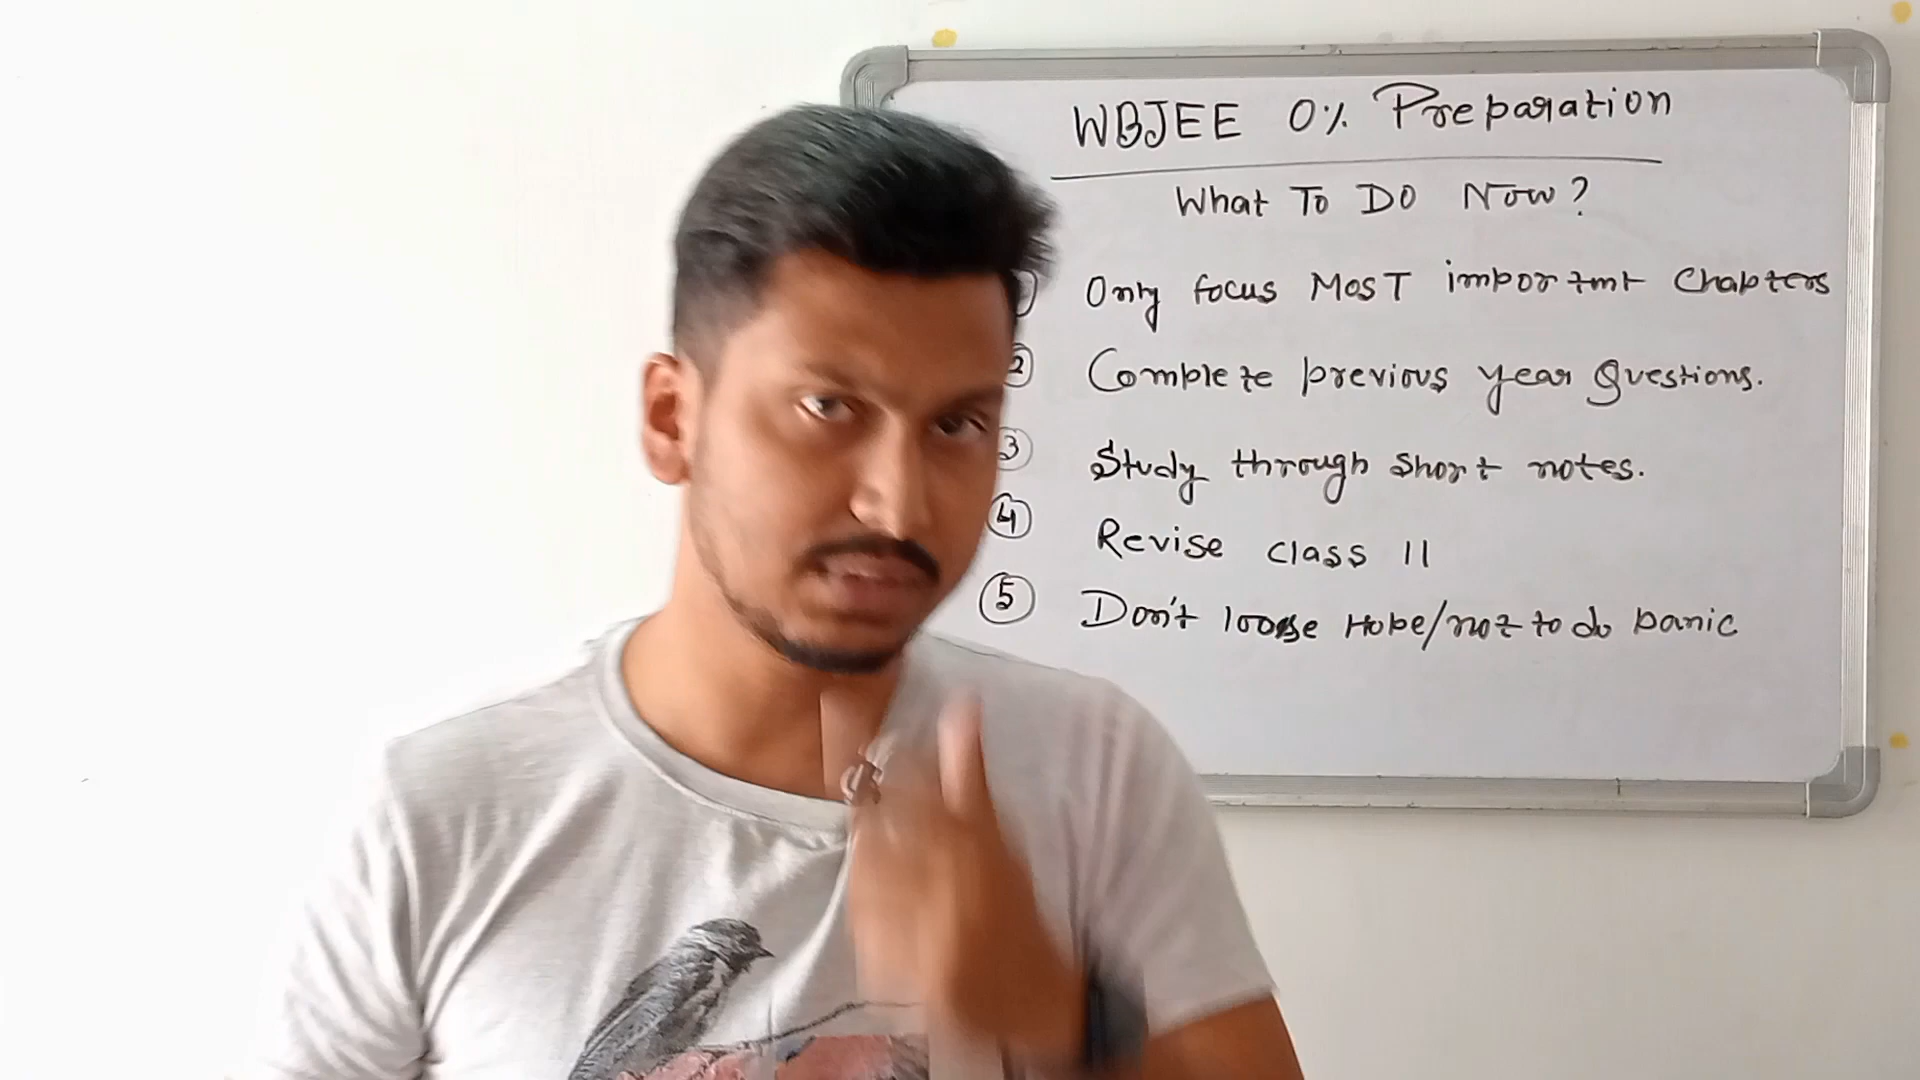 WBJEE 0% Preparation
What To DO Now?
Only focus MOST important Chapters
2 Complete previous year Questions.
3 Study through Short notes.
4 Revise class 11
5 Don't loose Hope/not to do panic